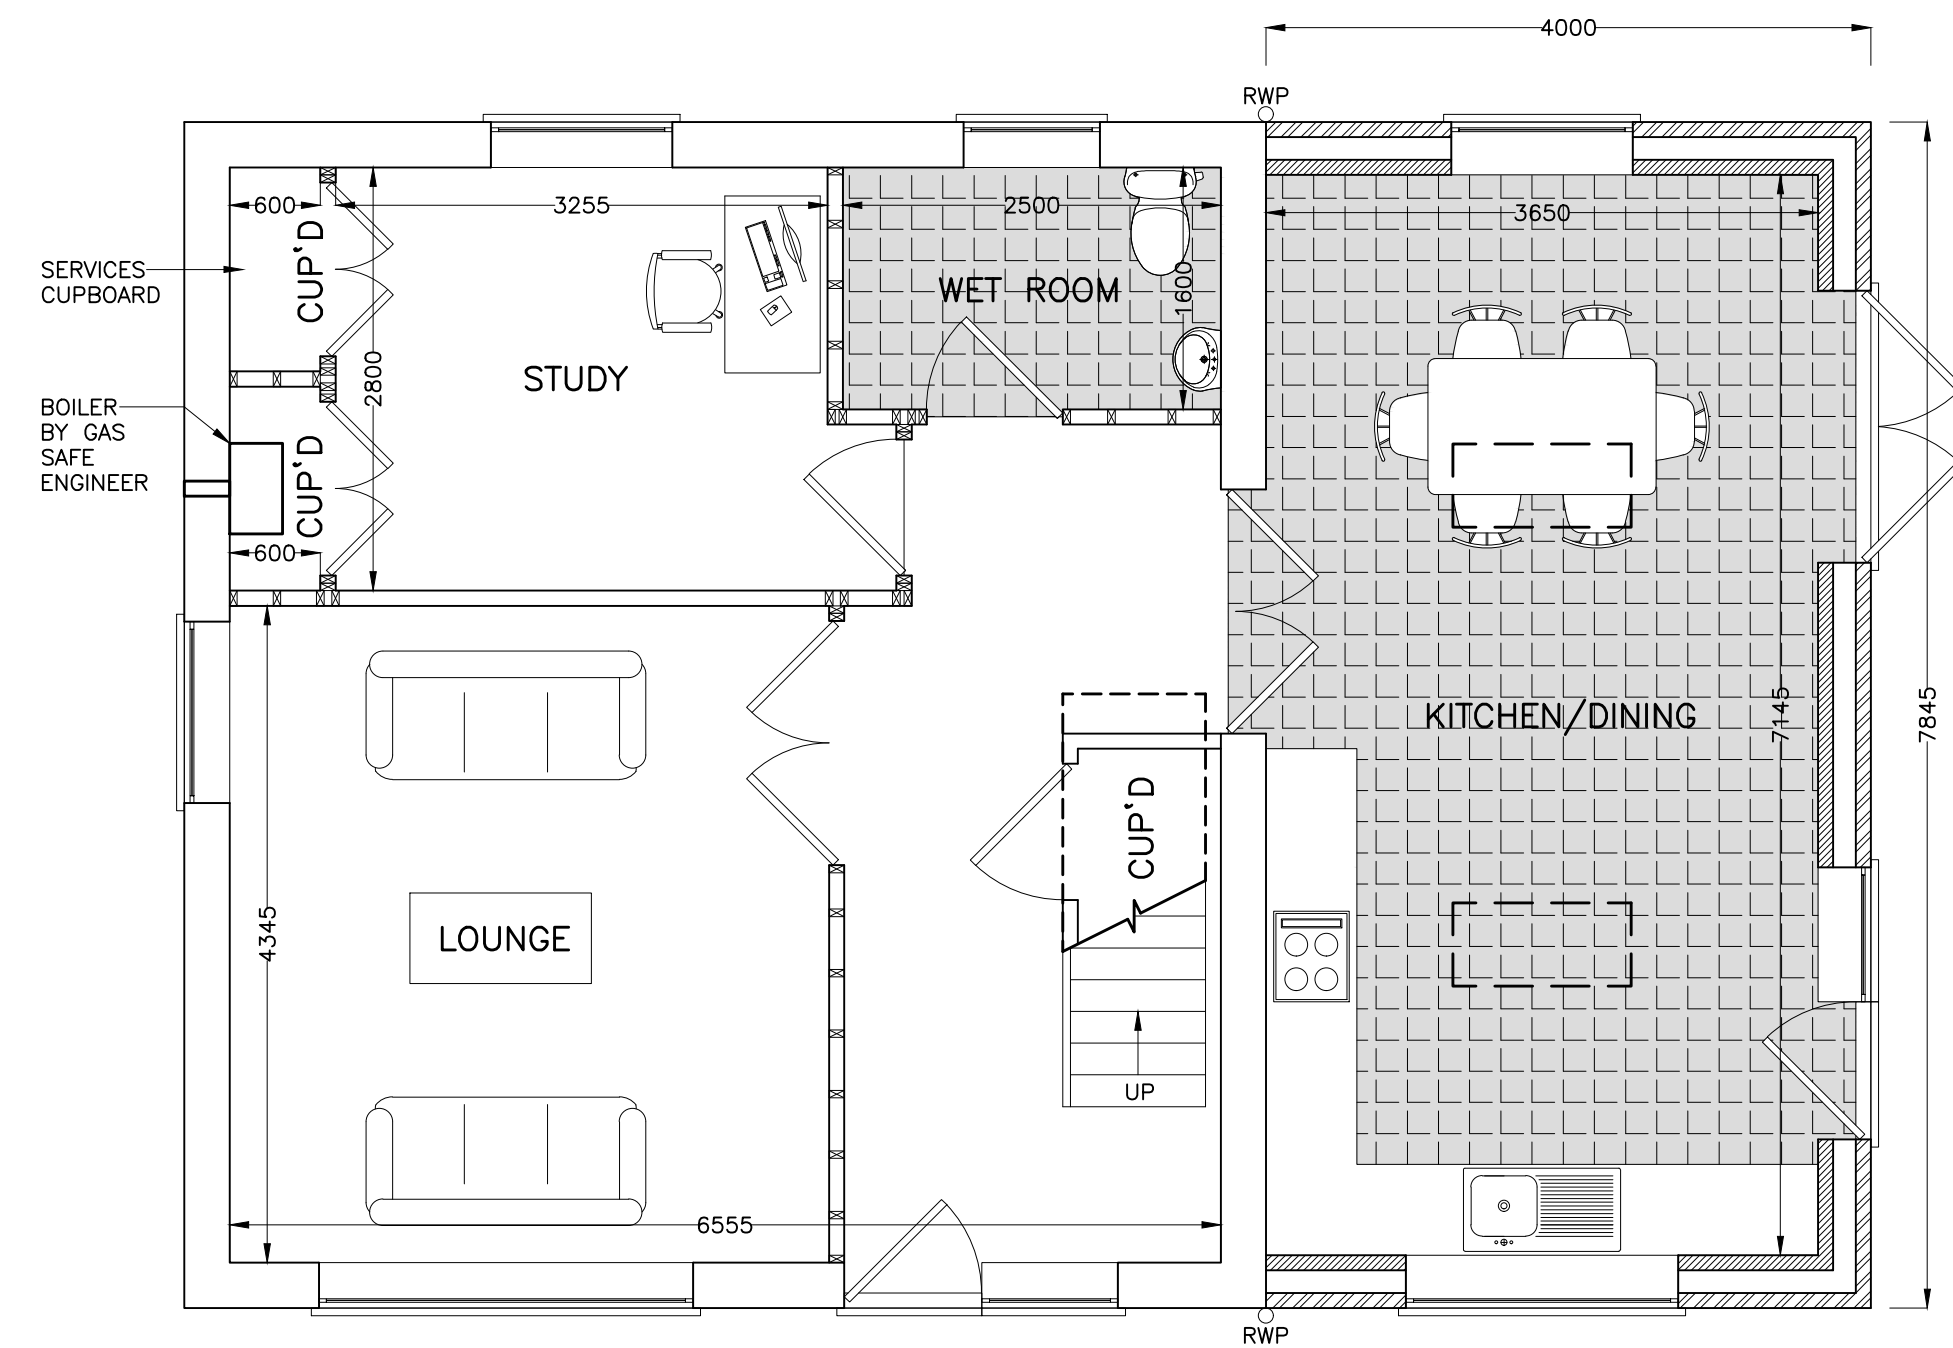 4000
RWP
600
3255
2500
3650
CUP'D
SERVICES
CUPBOARD
WET ROOM
1600
STUDY
2800
BOILER
BY GAS
SAFE
ENGINEER
CUP'D
600
KITCHEN/DINING
7145
7845
CUP'D
LOUNGE
4345
UP
6555
RWP